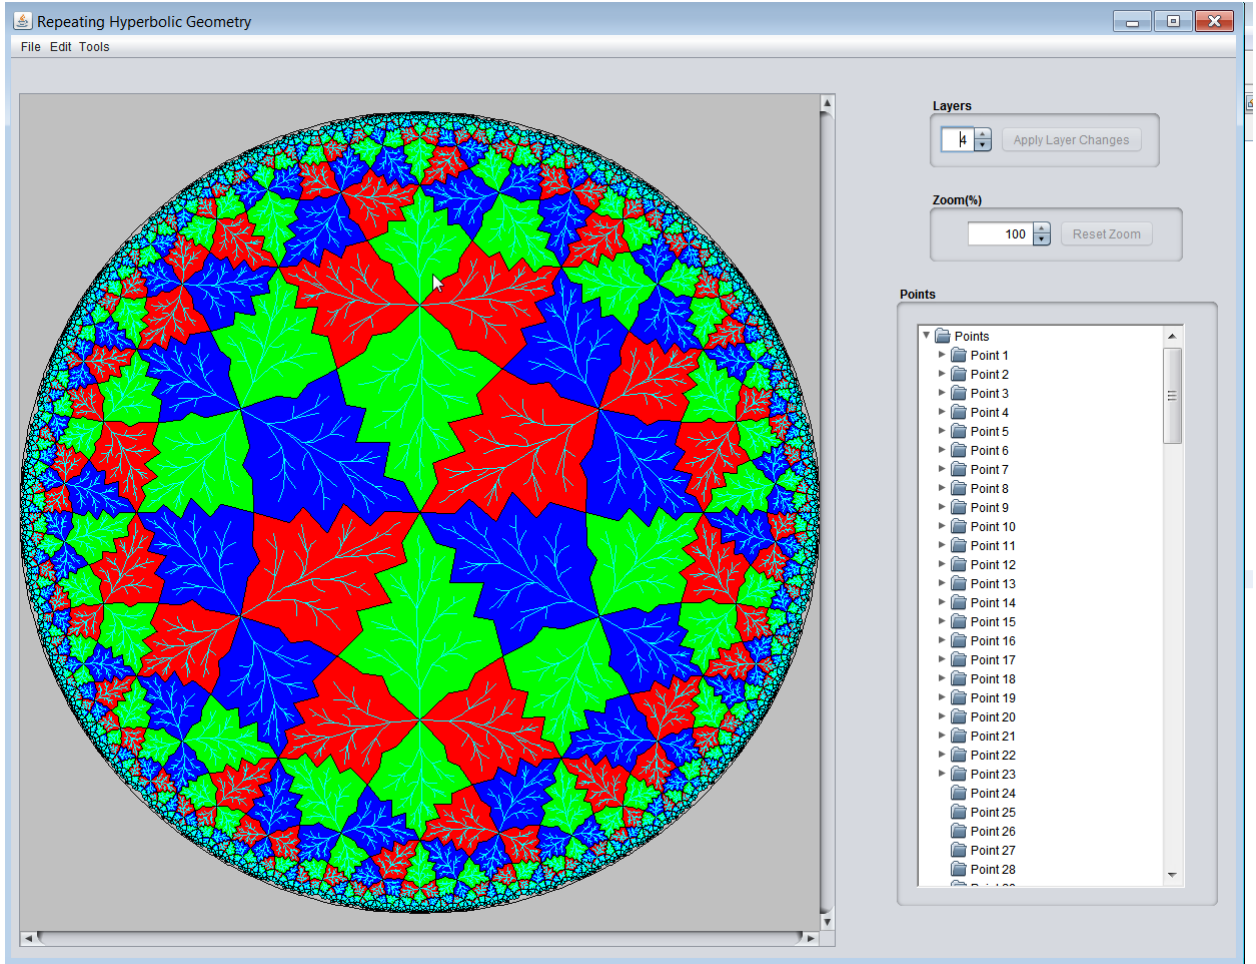 Repeating Hyperbolic Geometry
File Edit Tools
Layers
4 Apply Layer Changes
Zoom(%)
100 Reset Zoom
Points
Points
Point 1
Point 2
Point 3
Point 4
Point 5
Point 6
Point 7
Point 8
Point 9
Point 10
Point 11
Point 12
Point 13
Point 14
Point 15
Point 16
Point 17
Point 18
Point 19
Point 20
Point 21
Point 22
Point 23
Point 24
Point 25
Point 26
Point 27
Point 28